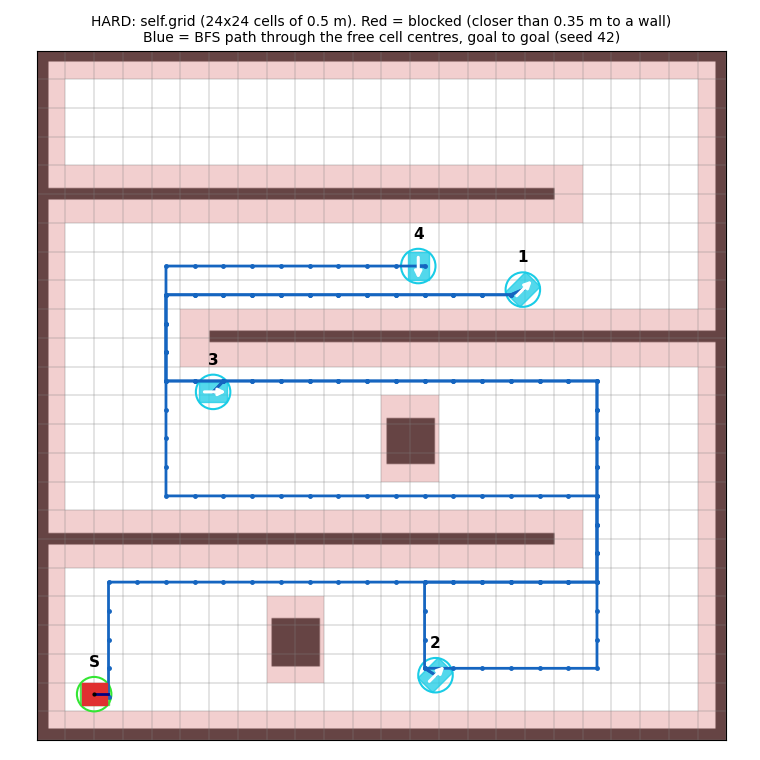 HARD: self.grid (24x24 cells of 0.5 m). Red = blocked (closer than 0.35 m to a wall)
Blue = BFS path through the free cell centres, goal to goal (seed 42)
4
1
3
2
S